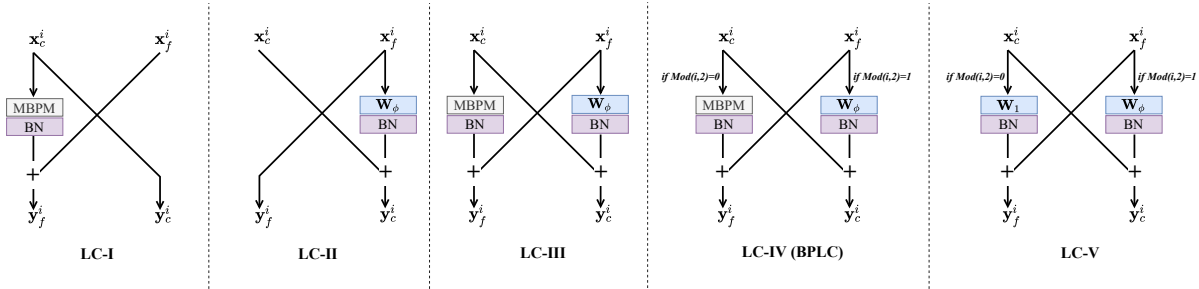 x_c^i x_f^i
MBPM
BN
+
y_f^i y_c^i
LC-I
x_c^i x_f^i
W_ϕ
BN
+
y_f^i y_c^i
LC-II
x_c^i x_f^i
MBPM W_ϕ
BN BN
+ +
y_f^i y_c^i
LC-III
x_c^i x_f^i
if Mod(i,2)=0 if Mod(i,2)=1
MBPM W_ϕ
BN BN
+ +
y_f^i y_c^i
LC-IV (BPLC)
x_c^i x_f^i
if Mod(i,2)=0 if Mod(i,2)=1
W_1 W_ϕ
BN BN
+ +
y_f^i y_c^i
LC-V